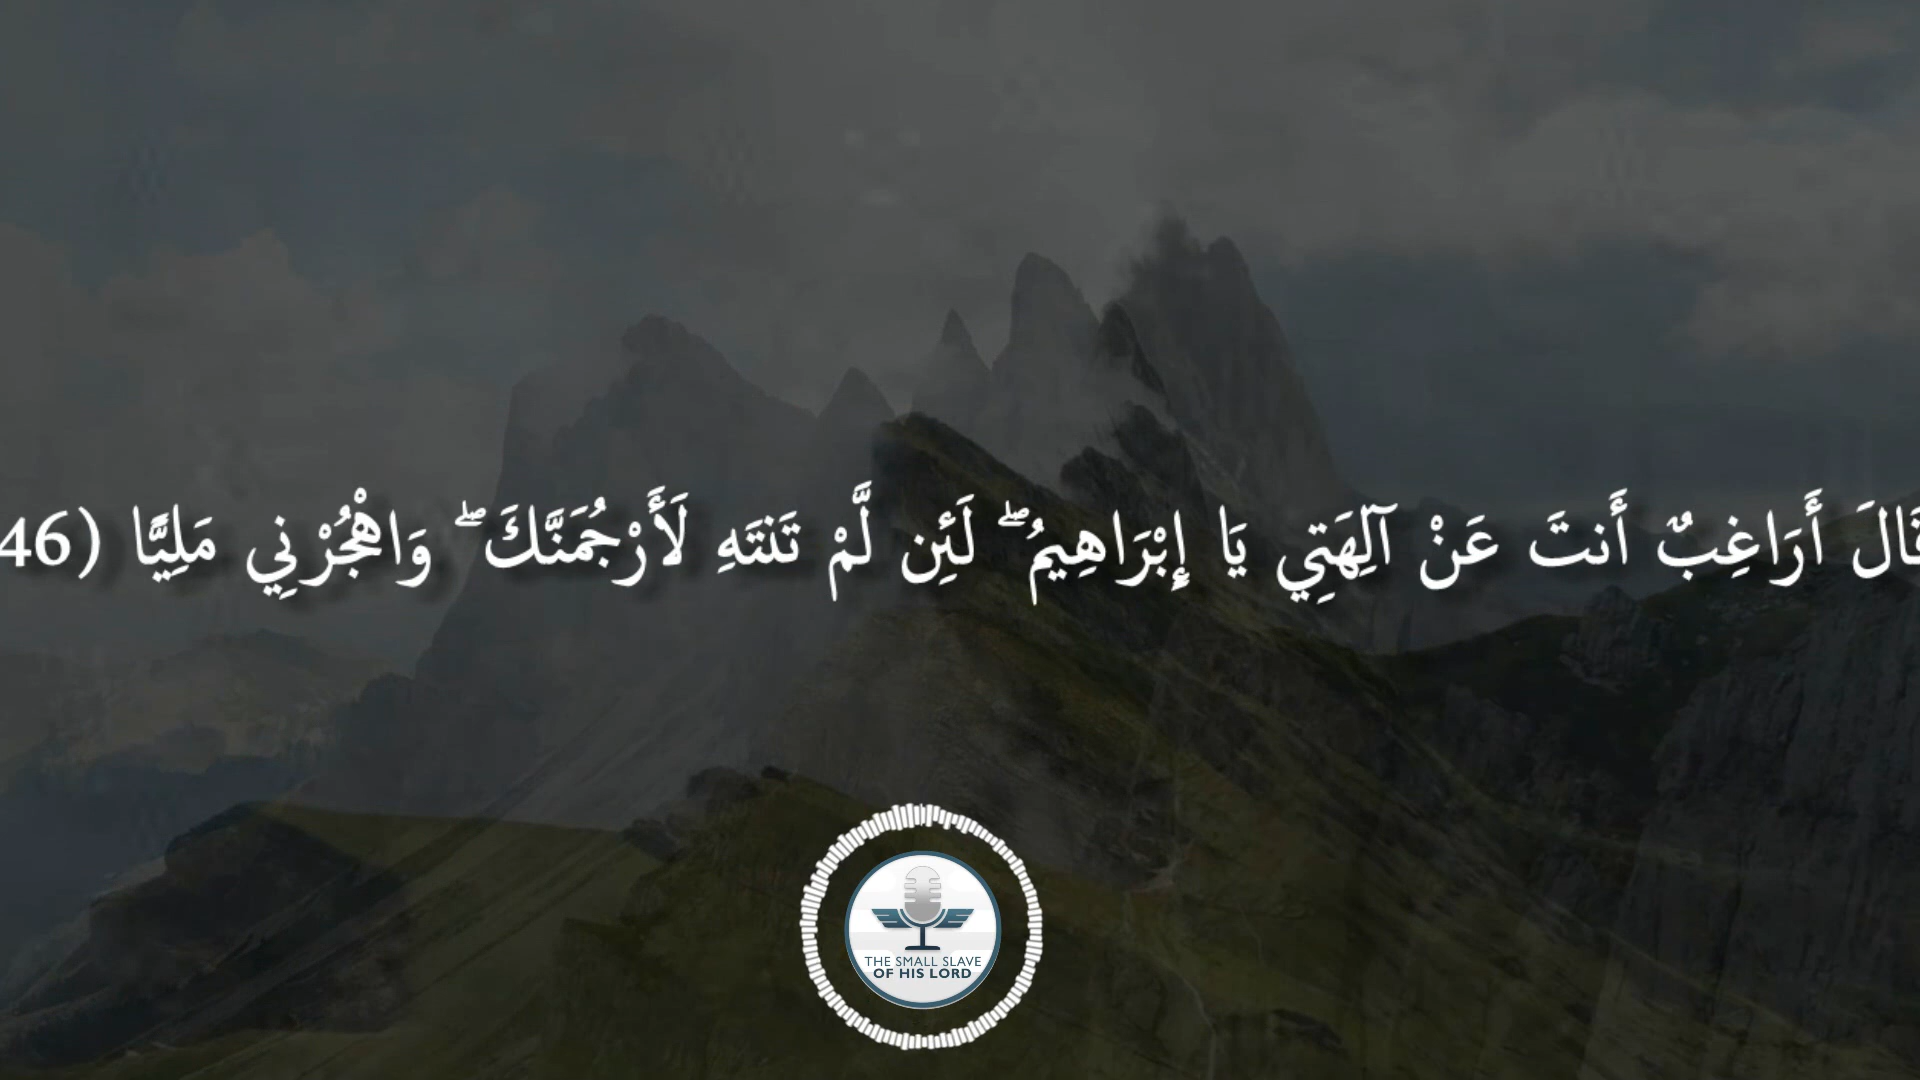 قَالَ أَرَاغِبٌ أَنتَ عَنْ آلِهَتِي يَا إِبْرَاهِيمُ ۖ لَئِن لَّمْ تَنتَهِ لَأَرْجُمَنَّكَ ۖ وَاهْجُرْنِي مَلِيًّا (46
THE SMALL SLAVE
OF HIS LORD